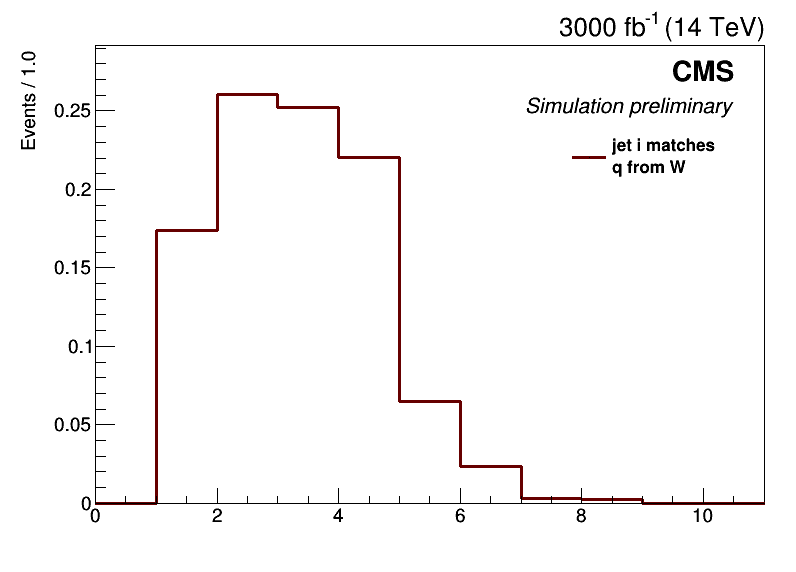 3000 fb⁻¹ (14 TeV)
CMS
Simulation preliminary
jet i matches
q from W
Events / 1.0
0.25
0.2
0.15
0.1
0.05
0
0 2 4 6 8 10